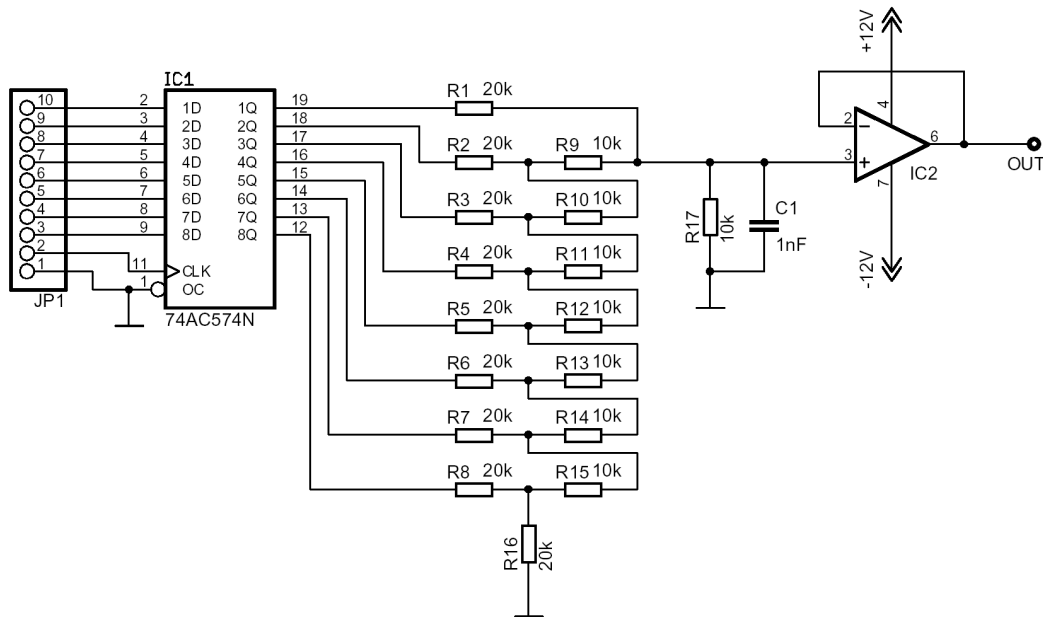 +12V
IC1
R1 20k
10 2 1D 1Q 19
9 3 2D 2Q 18
8 4 3D 3Q 17
7 5 4D 4Q 16
6 6 5D 5Q 15
5 7 6D 6Q 14
4 8 7D 7Q 13
3 9 8D 8Q 12
2 11 CLK
1 1 OC
JP1
74AC574N
R2 20k R9 10k
R3 20k R10 10k
R4 20k R11 10k
R5 20k R12 10k
R6 20k R13 10k
R7 20k R14 10k
R8 20k R15 10k
R16 20k
R17 10k
C1
1nF
4
2 −
3 +
6
7
IC2
OUT
-12V